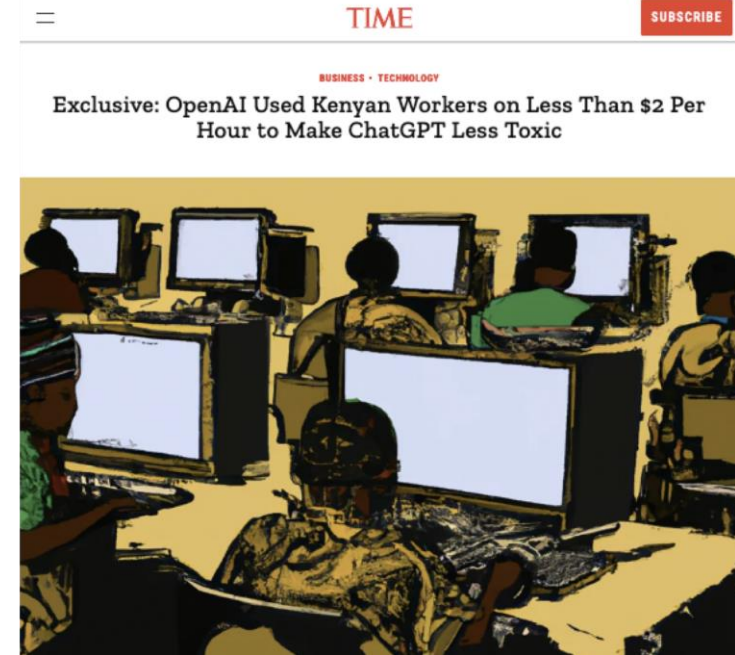 TIME
SUBSCRIBE
BUSINESS • TECHNOLOGY
Exclusive: OpenAI Used Kenyan Workers on Less Than $2 Per
Hour to Make ChatGPT Less Toxic